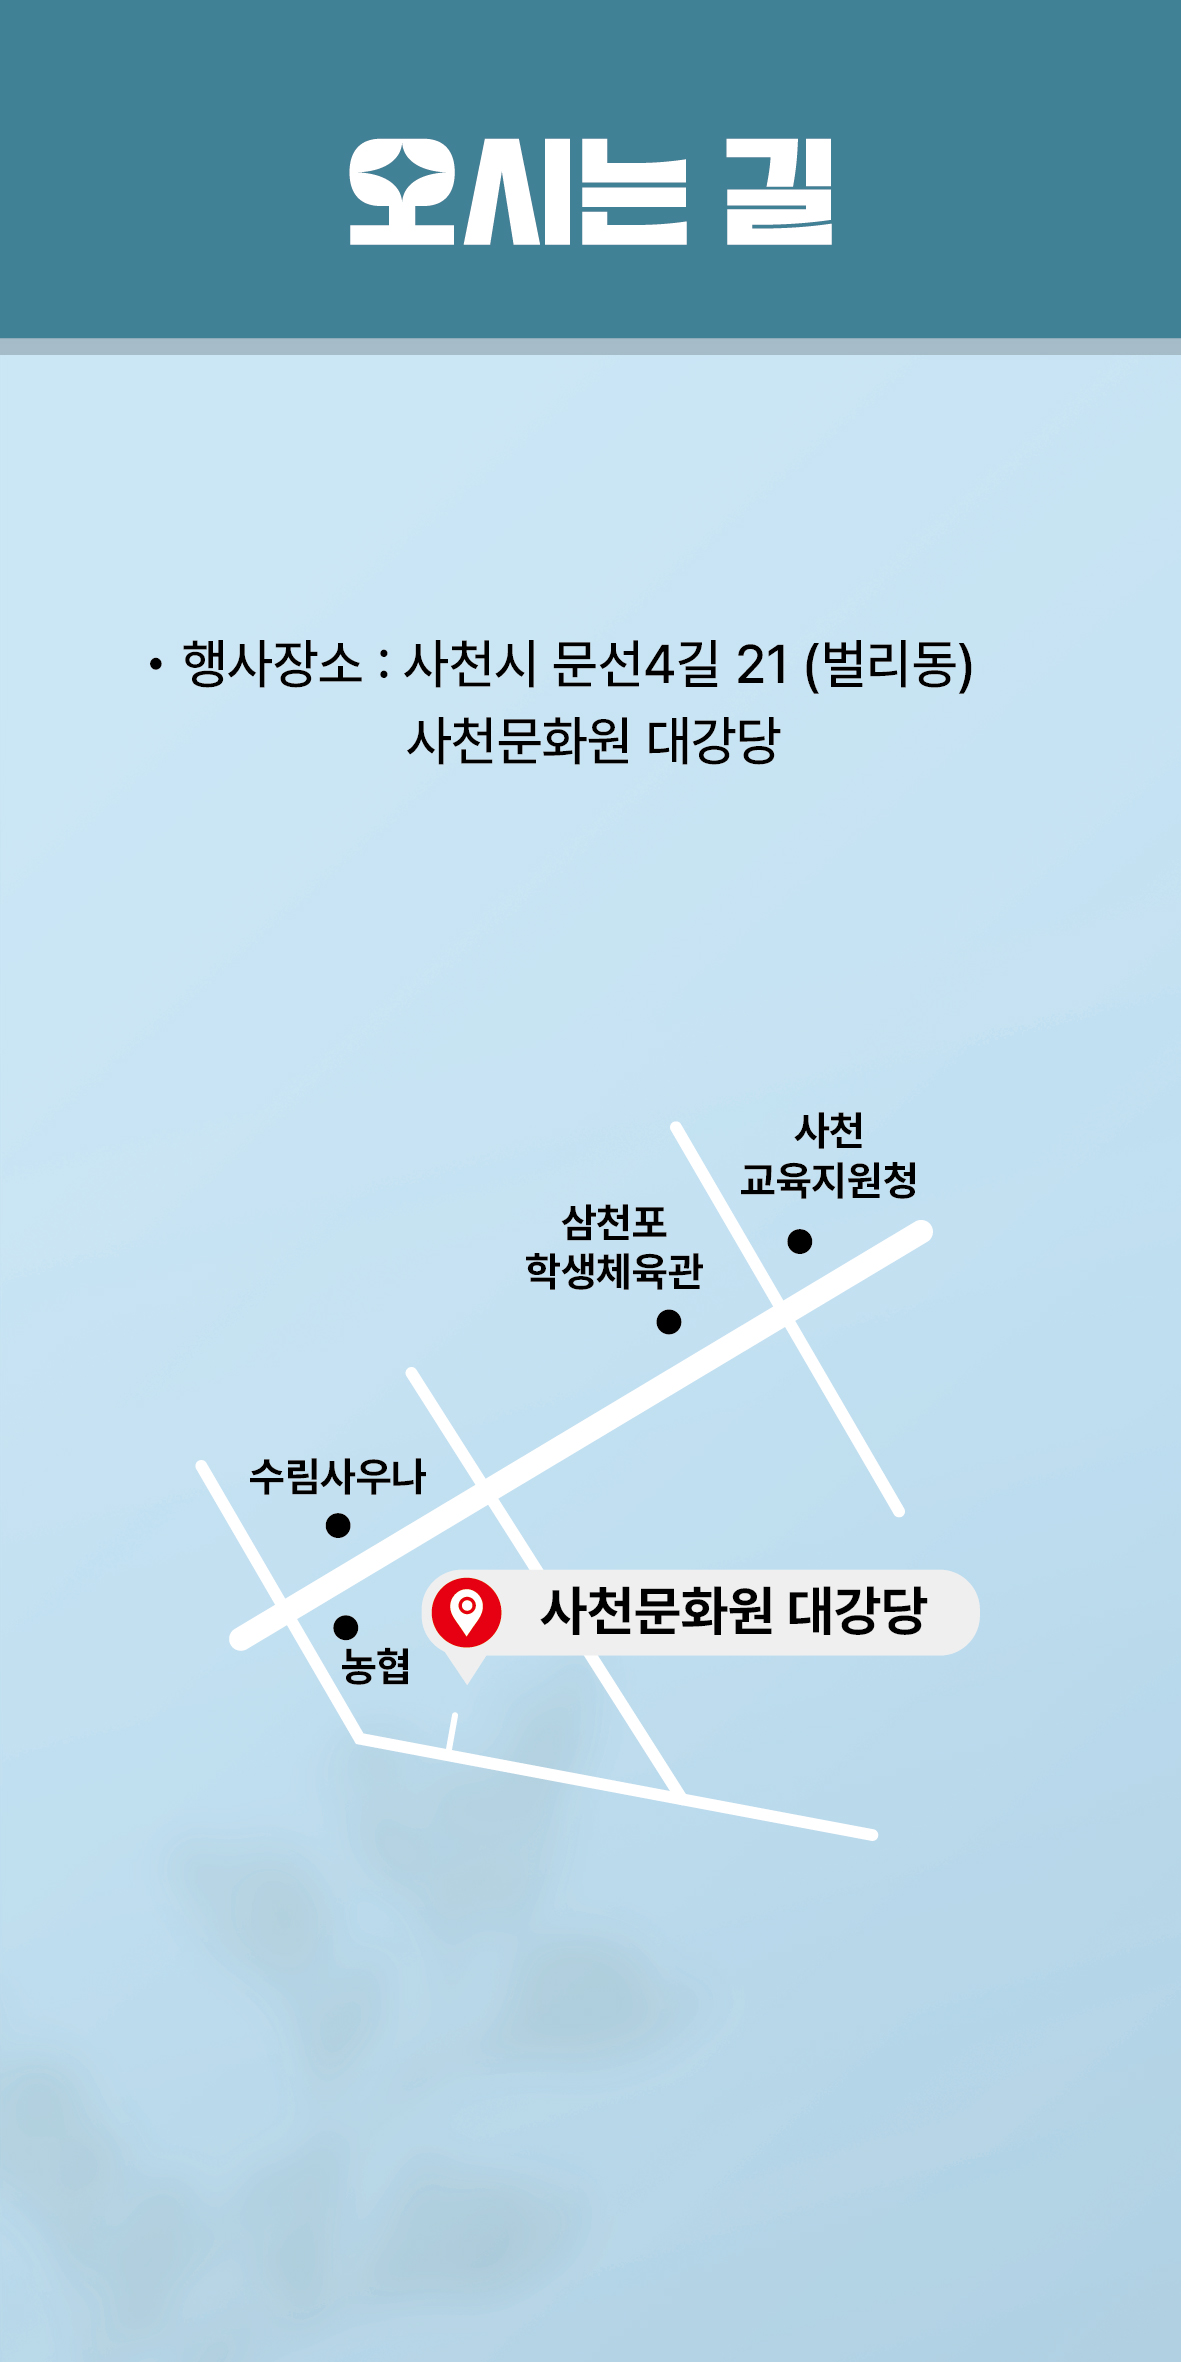 오시는 길
• 행사장소 : 사천시 문선4길 21 (벌리동)
사천문화원 대강당
사천
교육지원청
삼천포
학생체육관
수림사우나
사천문화원 대강당
농협